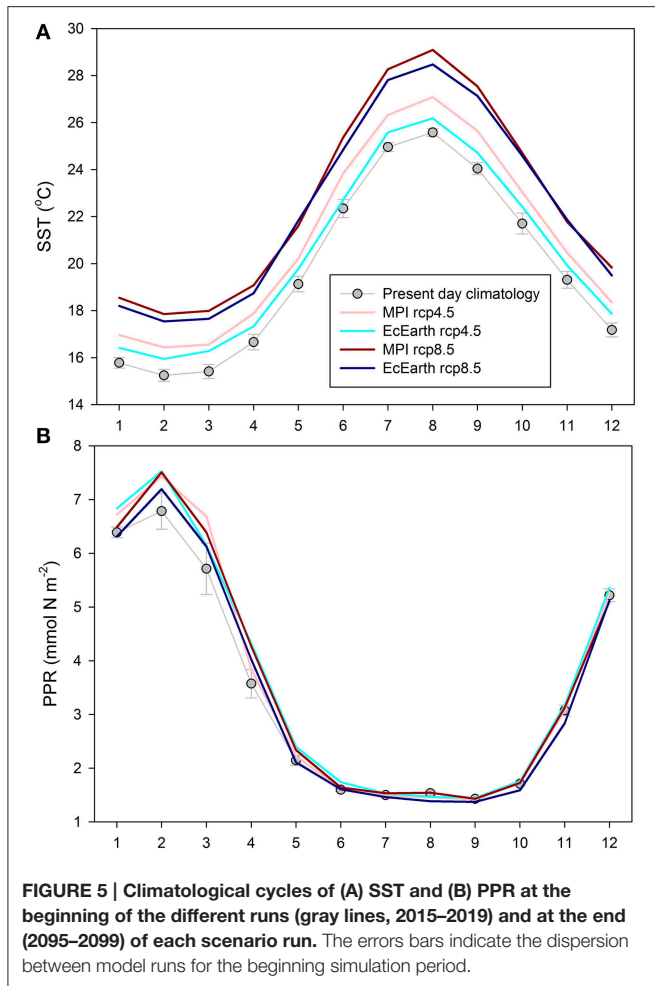 A
SST (°C)
30
28
26
24
22
20
18
16
14
Present day climatology
MPI rcp4.5
EcEarth rcp4.5
MPI rcp8.5
EcEarth rcp8.5
1 2 3 4 5 6 7 8 9 10 11 12
B
PPR (mmol N m⁻²)
8
7
6
5
4
3
2
1
1 2 3 4 5 6 7 8 9 10 11 12
FIGURE 5 | Climatological cycles of (A) SST and (B) PPR at the
beginning of the different runs (gray lines, 2015–2019) and at the end
(2095–2099) of each scenario run. The errors bars indicate the dispersion
between model runs for the beginning simulation period.